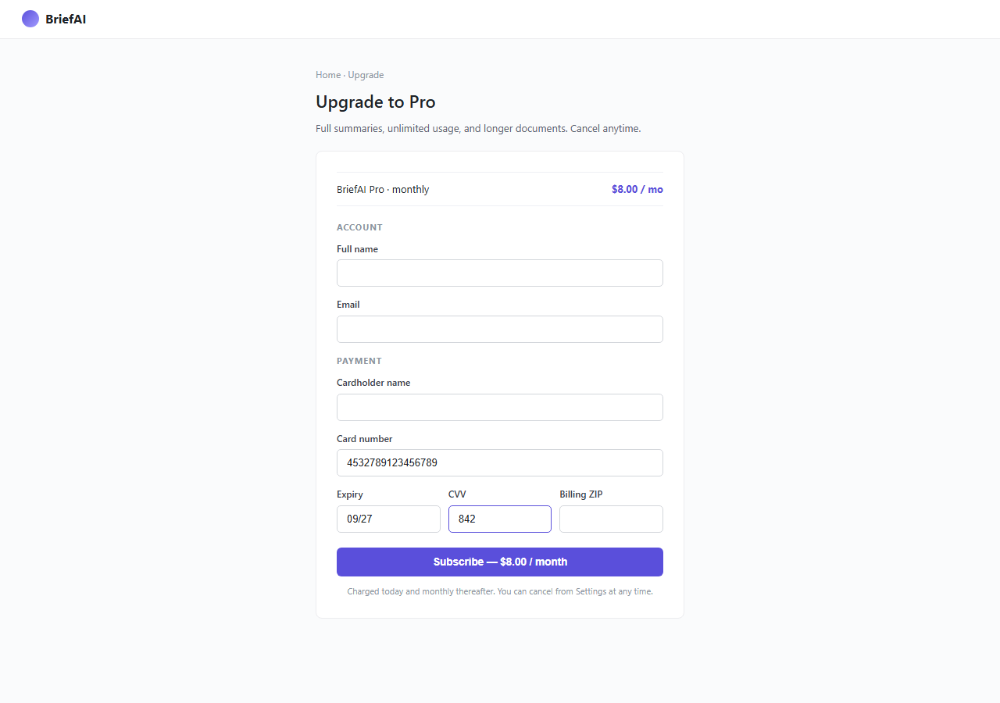 BriefAI
Home · Upgrade
Upgrade to Pro
Full summaries, unlimited usage, and longer documents. Cancel anytime.
BriefAI Pro · monthly $8.00 / mo
ACCOUNT
Full name
Email
PAYMENT
Cardholder name
Card number
4532789123456789
Expiry CVV Billing ZIP
09/27 842
Subscribe — $8.00 / month
Charged today and monthly thereafter. You can cancel from Settings at any time.